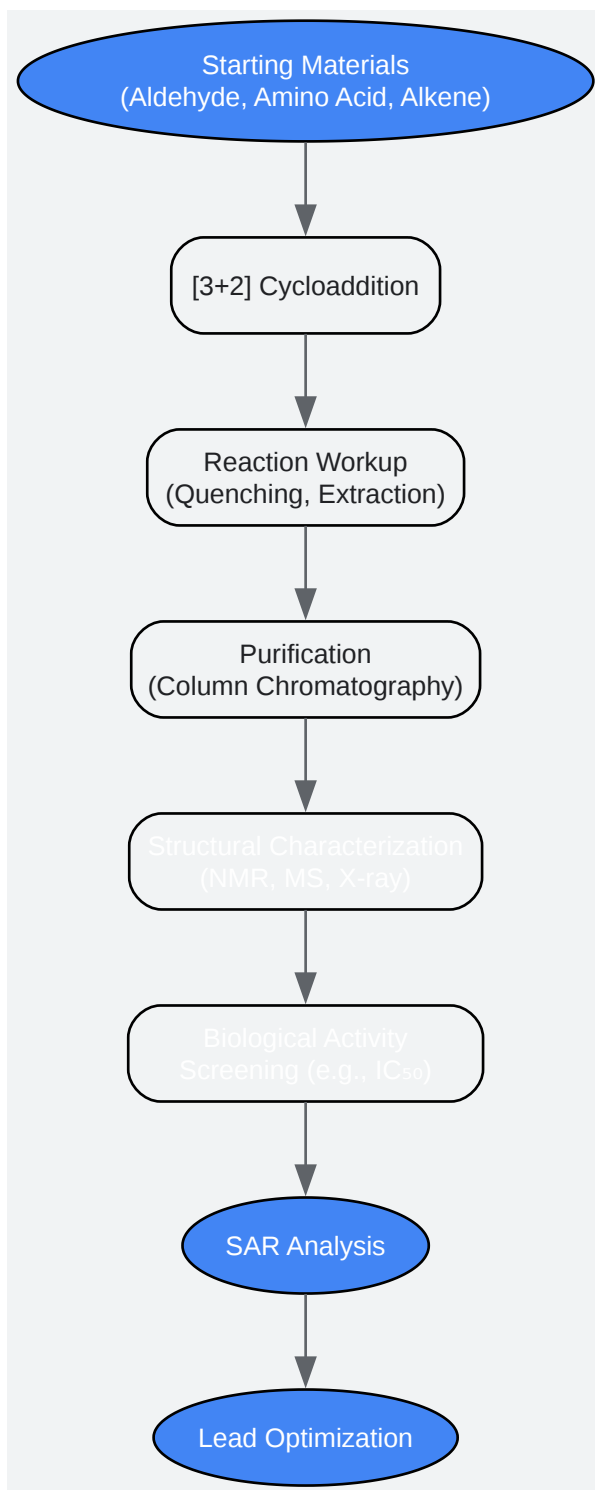 Starting Materials
(Aldehyde, Amino Acid, Alkene)
[3+2] Cycloaddition
Reaction Workup
(Quenching, Extraction)
Purification
(Column Chromatography)
Structural Characterization
(NMR, MS, X-ray)
Biological Activity
Screening (e.g., IC₅₀)
SAR Analysis
Lead Optimization